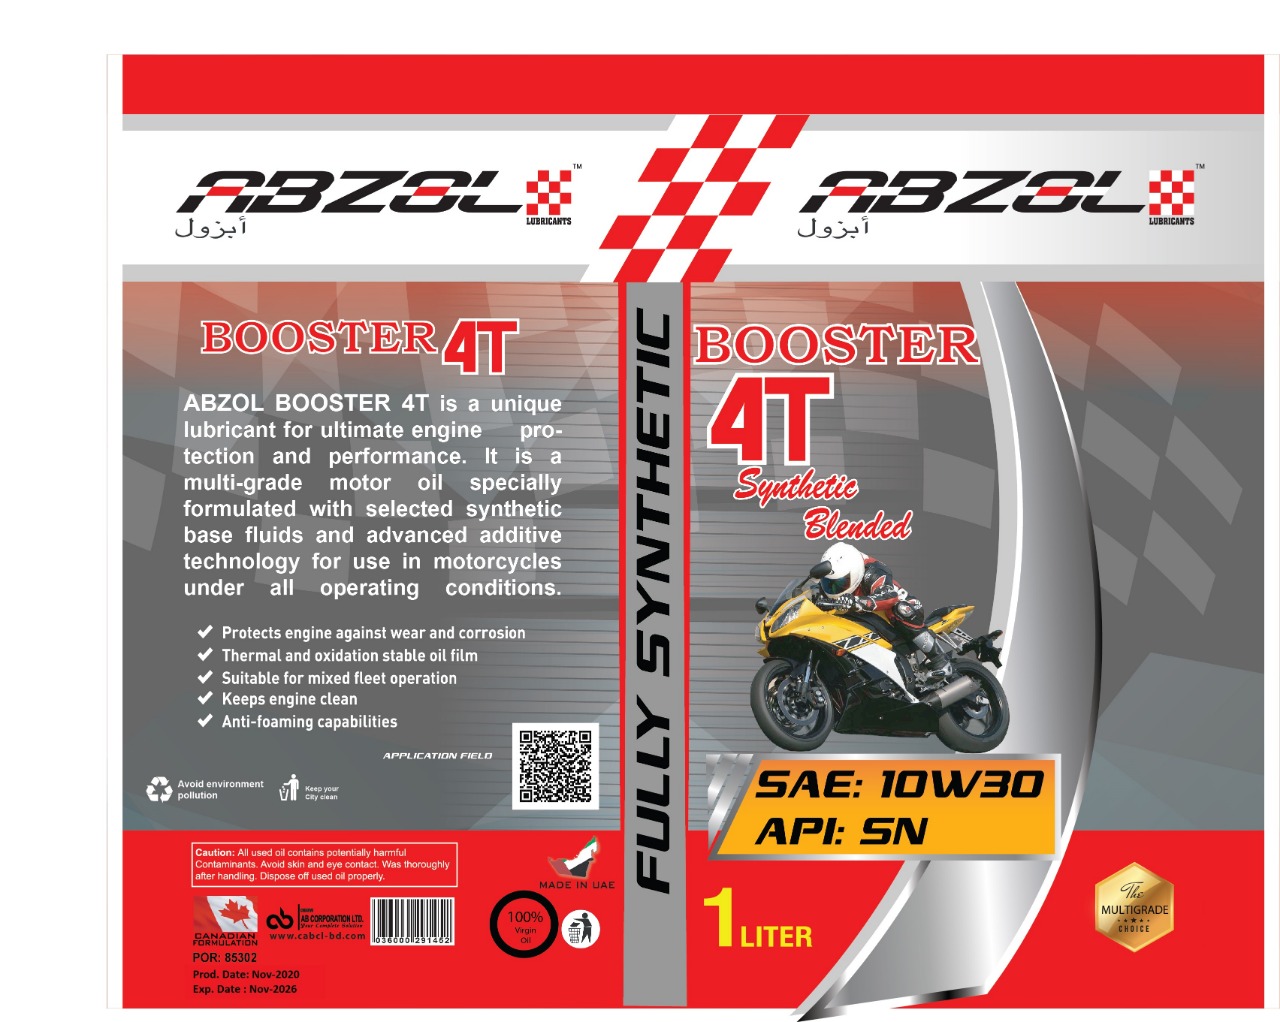 ABZOL
LUBRICANTS
TM
أبزول
BOOSTER 4T
ABZOL BOOSTER 4T is a unique
lubricant for ultimate engine pro-
tection and performance. It is a
multi-grade motor oil specially
formulated with selected synthetic
base fluids and advanced additive
technology for use in motorcycles
under all operating conditions.
Protects engine against wear and corrosion
Thermal and oxidation stable oil film
Suitable for mixed fleet operation
Keeps engine clean
Anti-foaming capabilities
APPLICATION FIELD
Avoid environment
pollution
Keep your
City clean
Caution: All used oil contains potentially harmful
Contaminants. Avoid skin and eye contact. Was thoroughly
after handling. Dispose off used oil properly.
MADE IN UAE
CANADIAN
FORMULATION
AB CORPORATION LTD.
Your Complete Solution
www.cabcl-bd.com
036000 291452
100%
Virgin
Oil
POR: 85302
Prod. Date: Nov-2020
Exp. Date : Nov-2026
FULLY SYNTHETIC
ABZOL
LUBRICANTS
TM
أبزول
BOOSTER
4T
Synthetic
Blended
SAE: 10W30
API: SN
1 LITER
The
MULTIGRADE
CHOICE